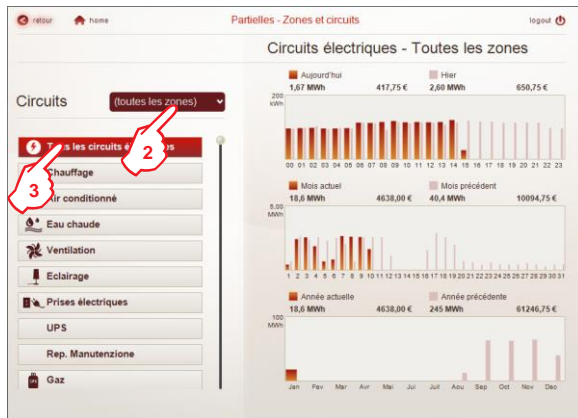 retour home Partielles - Zones et circuits logout
Circuits électriques - Toutes les zones
Circuits (toutes les zones)
2
3
Tous les circuits
Chauffage
Air conditionné
Eau chaude
Ventilation
Eclairage
Prises électriques
UPS
Rep. Manutenzione
Gaz
Aujourd'hui Hier
1,67 MWh 417,75 € 2,60 MWh 650,75 €
200
kWh
00 01 02 03 04 05 06 07 08 09 10 11 12 13 14 15 16 17 18 19 20 21 22 23
Mois actuel Mois précédent
18,6 MWh 4638,00 € 40,4 MWh 10094,75 €
5,00
MWh
1 2 3 4 5 6 7 8 9 10 11 12 13 14 15 16 17 18 19 20 21 22 23 24 25 26 27 28 29 30 31
Année actuelle Année précédente
18,6 MWh 4638,00 € 245 MWh 61246,75 €
100
MWh
Jan Fev Mar Avr Mai Jui Juil Aou Sep Oct Nov Dec